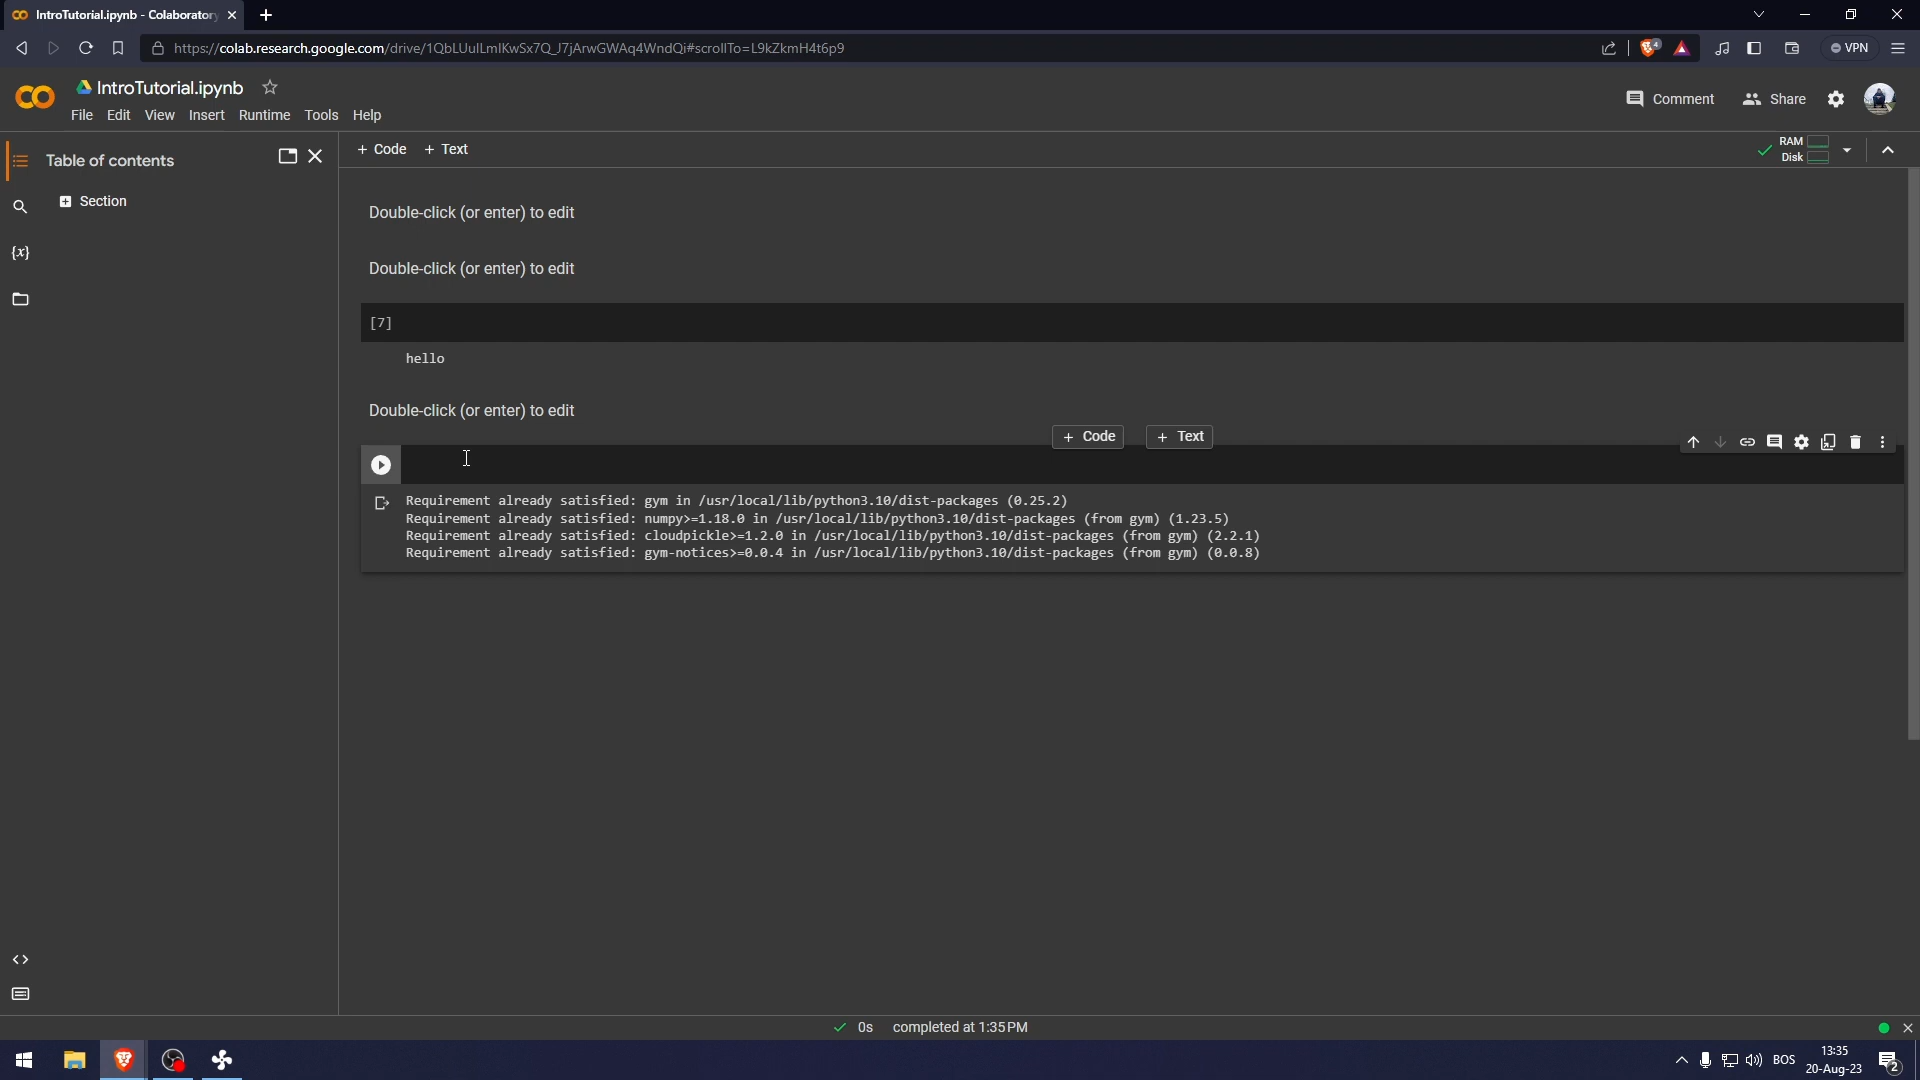 IntroTutorial.ipynb - Colaboratory
https://colab.research.google.com/drive/1QbLUulLmlKwSx7Q_J7jArwGWAq4WndQi#scrollTo=L9kZkmH4t6p9
4
VPN
IntroTutorial.ipynb
File Edit View Insert Runtime Tools Help
Comment Share
Table of contents
+ Code + Text
RAM
Disk
Section
{x}
Double-click (or enter) to edit
Double-click (or enter) to edit
[7]
hello
Double-click (or enter) to edit
+ Code + Text
Requirement already satisfied: gym in /usr/local/lib/python3.10/dist-packages (0.25.2)
Requirement already satisfied: numpy>=1.18.0 in /usr/local/lib/python3.10/dist-packages (from gym) (1.23.5)
Requirement already satisfied: cloudpickle>=1.2.0 in /usr/local/lib/python3.10/dist-packages (from gym) (2.2.1)
Requirement already satisfied: gym-notices>=0.0.4 in /usr/local/lib/python3.10/dist-packages (from gym) (0.0.8)
0s completed at 1:35 PM
BOS
13:35
20-Aug-23
2